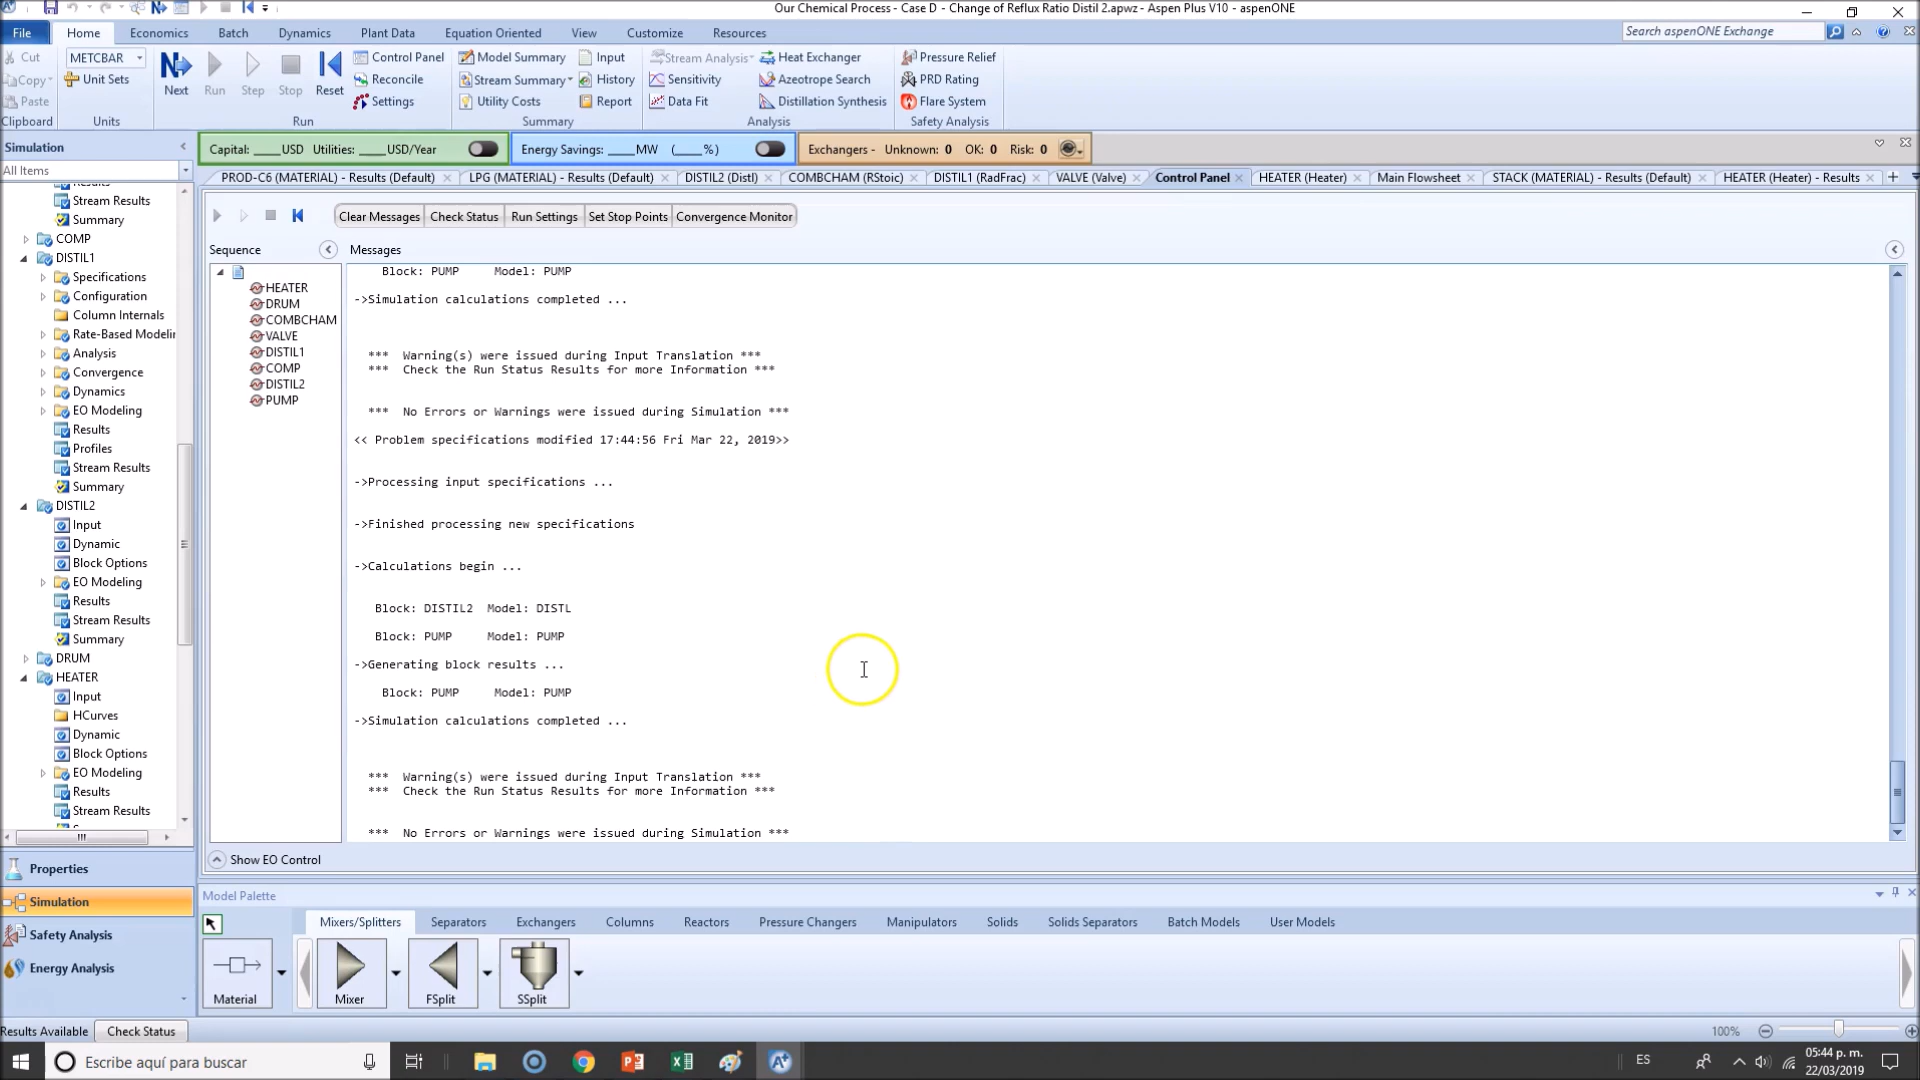 Our Chemical Process - Case D - Change of Reflux Ratio Distil 2.apwz - Aspen Plus V10 - aspenONE
File Home Economics Batch Dynamics Plant Data Equation Oriented View Customize Resources Search aspenONE Exchange
Cut METCBAR Control Panel Model Summary Input Stream Analysis Heat Exchanger Pressure Relief
Copy Unit Sets Next Run Step Stop Reset Reconcile Stream Summary History Sensitivity Azeotrope Search PRD Rating
Paste Settings Utility Costs Report Data Fit Distillation Synthesis Flare System
Clipboard Units Run Summary Analysis Safety Analysis
Simulation Capital: ____USD Utilities: ____USD/Year Energy Savings: ____MW (____%) Exchangers - Unknown: 0 OK: 0 Risk: 0
All Items PROD-C6 (MATERIAL) - Results (Default) LPG (MATERIAL) - Results (Default) DISTIL2 (Distl) COMBCHAM (RStoic) DISTIL1 (RadFrac) VALVE (Valve) Control Panel HEATER (Heater) Main Flowsheet STACK (MATERIAL) - Results (Default) HEATER (Heater) - Results
Results
Stream Results
Summary
COMP
DISTIL1
Specifications
Configuration
Column Internals
Rate-Based Modelin
Analysis
Convergence
Dynamics
EO Modeling
Results
Profiles
Stream Results
Summary
DISTIL2
Input
Dynamic
Block Options
EO Modeling
Results
Stream Results
Summary
DRUM
HEATER
Input
HCurves
Dynamic
Block Options
EO Modeling
Results
Stream Results
Properties
Simulation
Safety Analysis
Energy Analysis
Clear Messages Check Status Run Settings Set Stop Points Convergence Monitor
Sequence
HEATER
DRUM
COMBCHAM
VALVE
DISTIL1
COMP
DISTIL2
PUMP
Messages
Block: PUMP Model: PUMP
->Simulation calculations completed ...
*** Warning(s) were issued during Input Translation ***
*** Check the Run Status Results for more Information ***
*** No Errors or Warnings were issued during Simulation ***
<< Problem specifications modified 17:44:56 Fri Mar 22, 2019>>
->Processing input specifications ...
->Finished processing new specifications
->Calculations begin ...
Block: DISTIL2 Model: DISTL
Block: PUMP Model: PUMP
->Generating block results ...
Block: PUMP Model: PUMP
->Simulation calculations completed ...
*** Warning(s) were issued during Input Translation ***
*** Check the Run Status Results for more Information ***
*** No Errors or Warnings were issued during Simulation ***
Show EO Control
Model Palette
Mixers/Splitters Separators Exchangers Columns Reactors Pressure Changers Manipulators Solids Solids Separators Batch Models User Models
Material Mixer FSplit SSplit
Results Available Check Status 100%
Escribe aquí para buscar ES 05:44 p. m.
22/03/2019